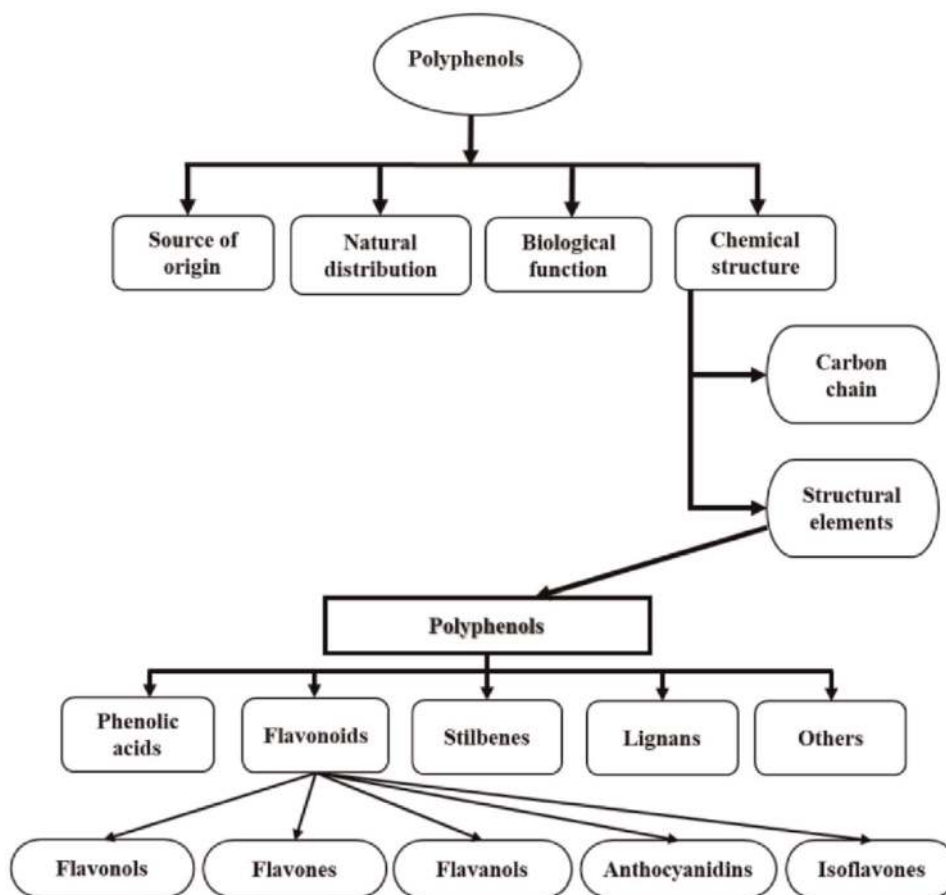 Polyphenols
Source of
origin
Natural
distribution
Biological
function
Chemical
structure
Carbon
chain
Structural
elements
Polyphenols
Phenolic
acids
Flavonoids
Stilbenes
Lignans
Others
Flavonols
Flavones
Flavanols
Anthocyanidins
Isoflavones